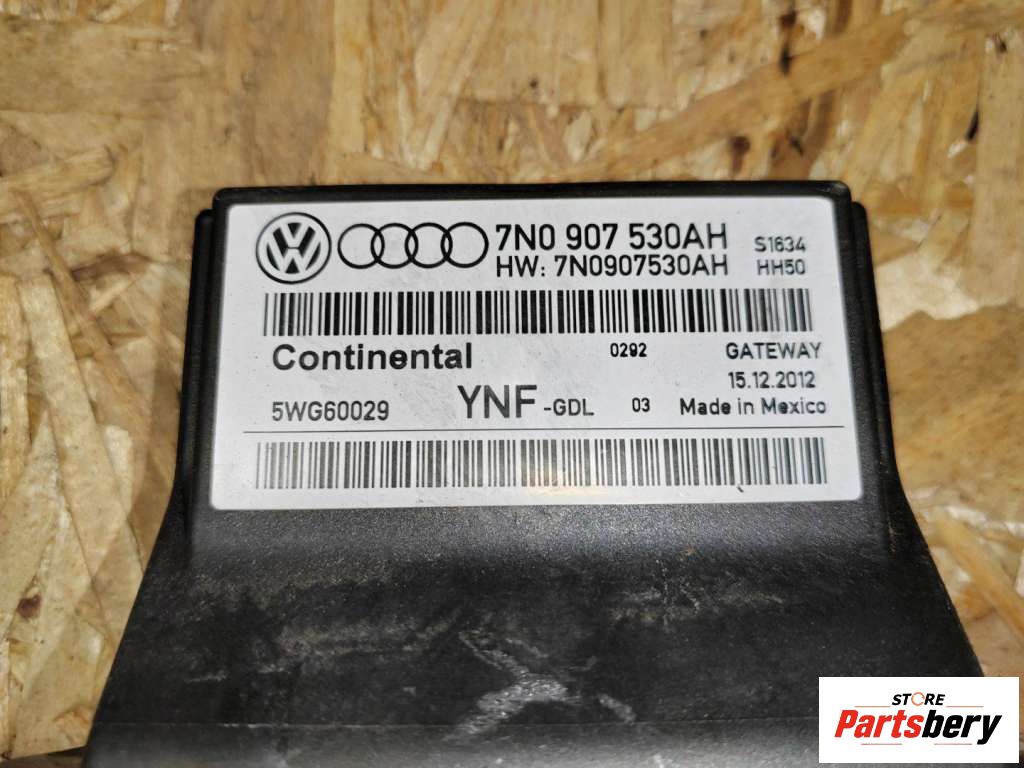 7N0 907 530AH S1634
HW: 7N0907530AH HH50
Continental 0292 GATEWAY
15.12.2012
5WG60029 YNF -GDL 03 Made in Mexico
STORE
Partsbery